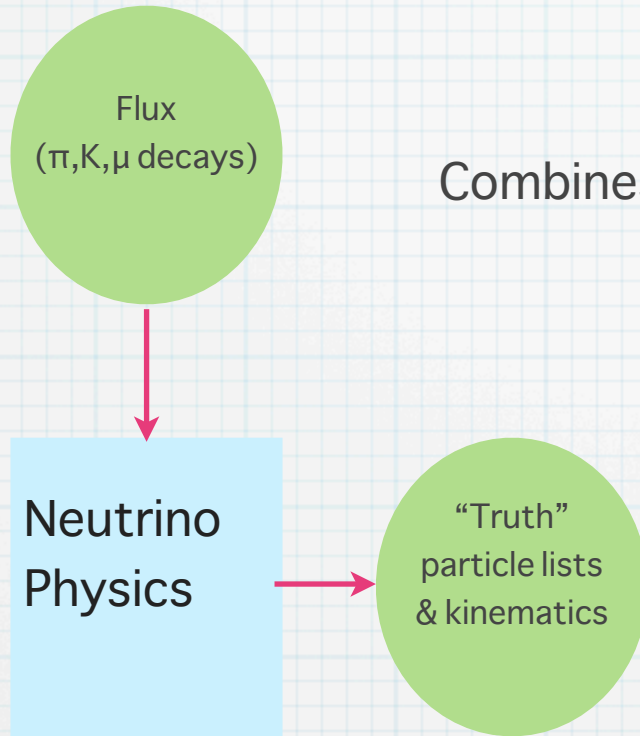 Flux
(π,K,μ decays)
Combine
Neutrino
Physics
“Truth”
particle lists
& kinematics